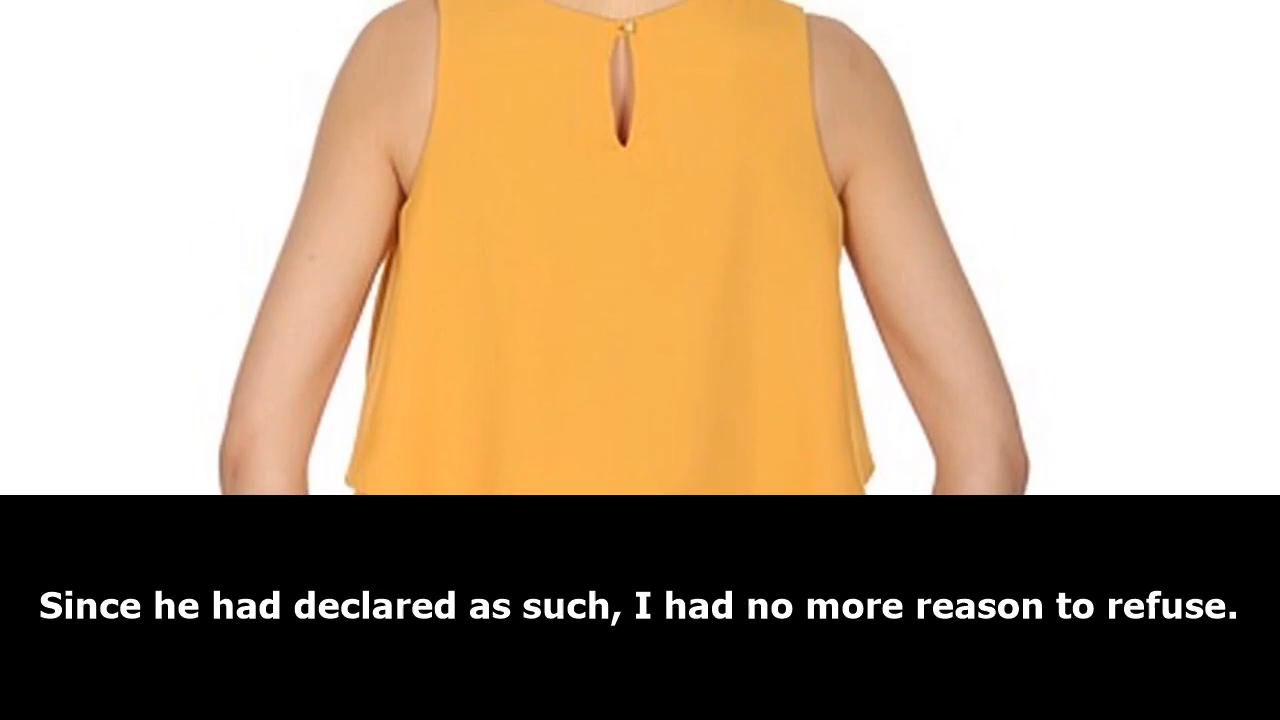 Since he had declared as such, I had no more reason to refuse.